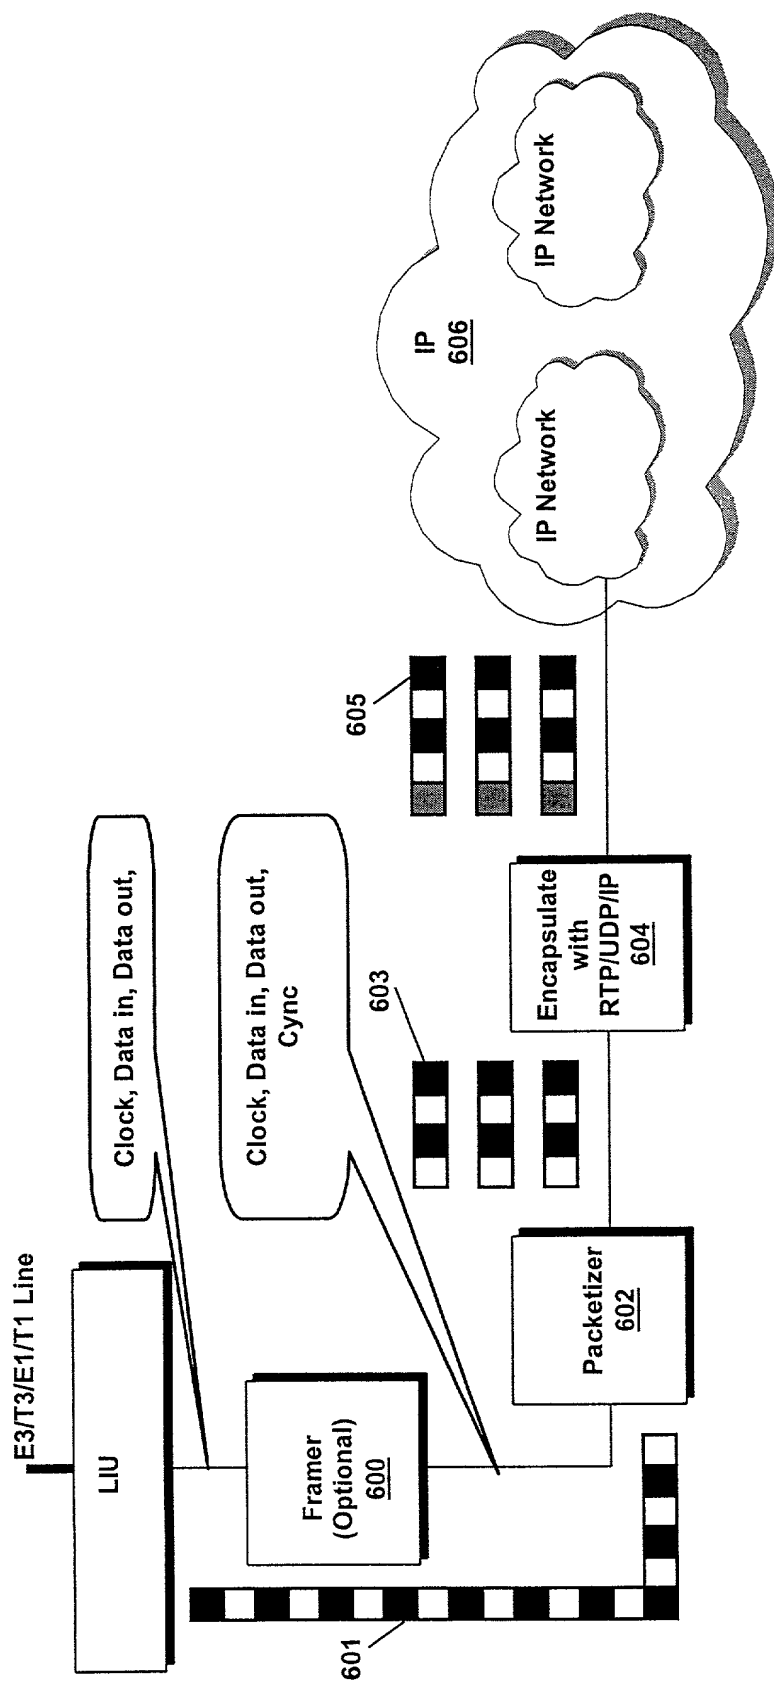 E3/T3/E1/T1 Line
LIU
Clock, Data in, Data out,
Framer
(Optional)
600
Clock, Data in, Data out,
Cync
601
Packetizer
602
603
Encapsulate
with
RTP/UDP/IP
604
605
IP
606
IP Network
IP Network